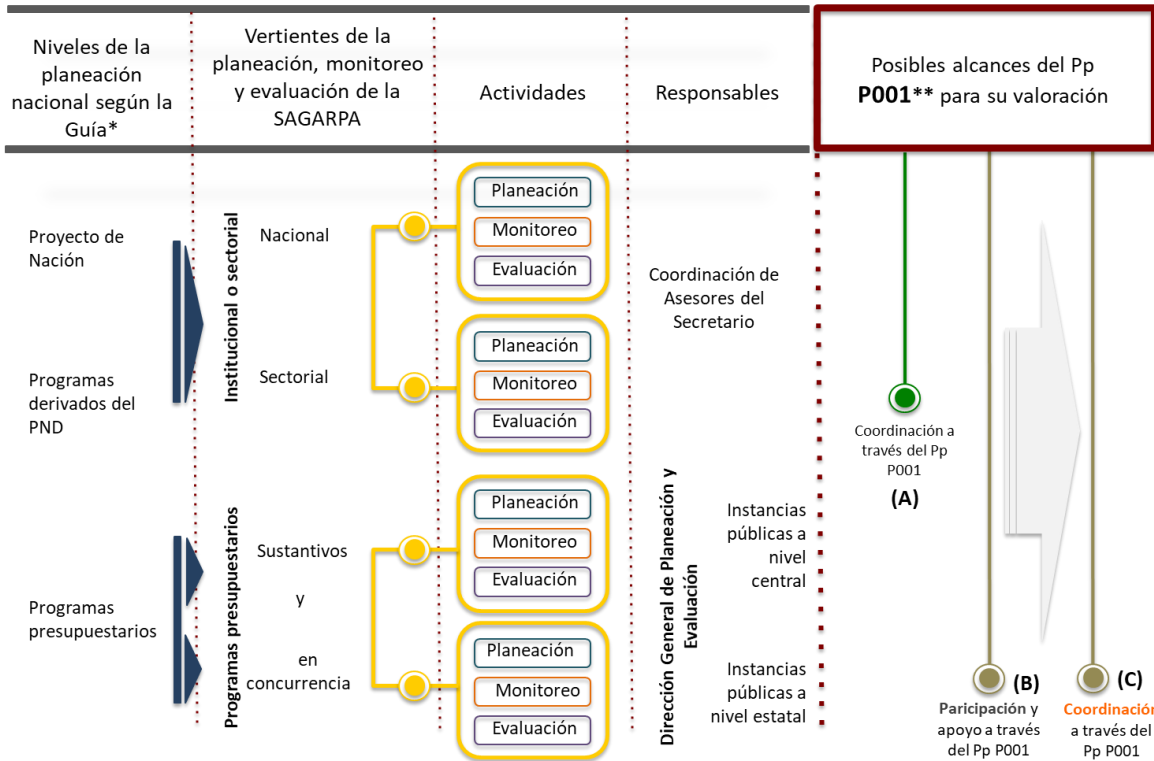 Niveles de la
planeación
nacional según la
Guía*
Vertientes de la
planeación, monitoreo
y evaluación de la
SAGARPA
Actividades
Responsables
Posibles alcances del Pp
P001** para su valoración
Proyecto de
Nación
Programas
derivados del
PND
Programas
presupuestarios
Institucional o sectorial
Nacional
Sectorial
Programas presupuestarios
Sustantivos
y
en
concurrencia
Planeación
Monitoreo
Evaluación
Planeación
Monitoreo
Evaluación
Planeación
Monitoreo
Evaluación
Planeación
Monitoreo
Evaluación
Coordinación de
Asesores del
Secretario
Dirección General de Planeación y
Evaluación
Instancias
públicas a
nivel
central
Instancias
públicas a
nivel estatal
Coordinación a
través del Pp
P001
(A)
(B)
Paricipación y
apoyo a través
del Pp P001
(C)
Coordinación
a través del
Pp P001